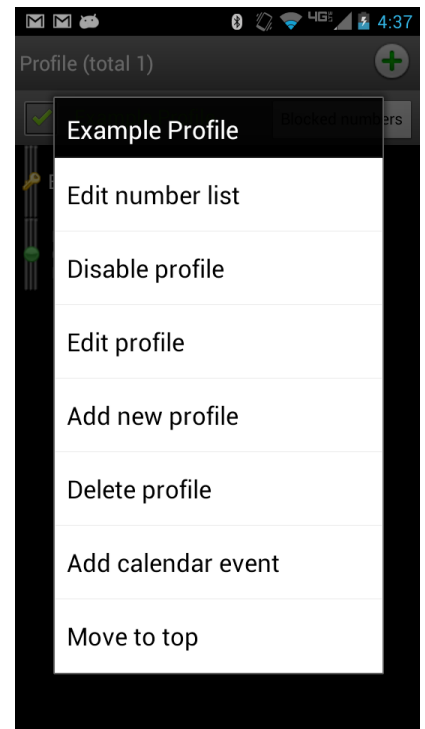 4G 4:37
Profile (total 1)
Blocked numbers
Example Profile
Edit number list
Disable profile
Edit profile
Add new profile
Delete profile
Add calendar event
Move to top